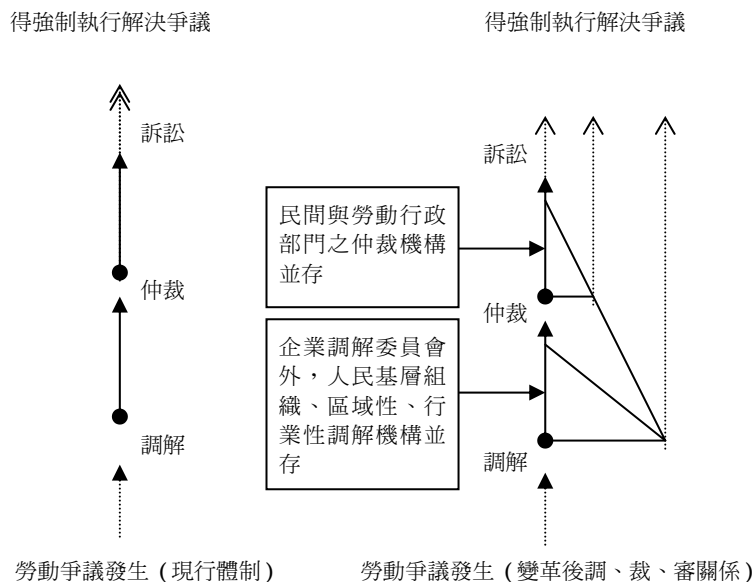 得強制執行解決爭議
得強制執行解決爭議
訴訟
訴訟
民間與勞動行政
部門之仲裁機構
並存
仲裁
仲裁
企業調解委員會
外，人民基層組
織、區域性、行
業性調解機構並
存
調解
調解
勞動爭議發生 (現行體制)
勞動爭議發生 (變革後調、裁、審關係)